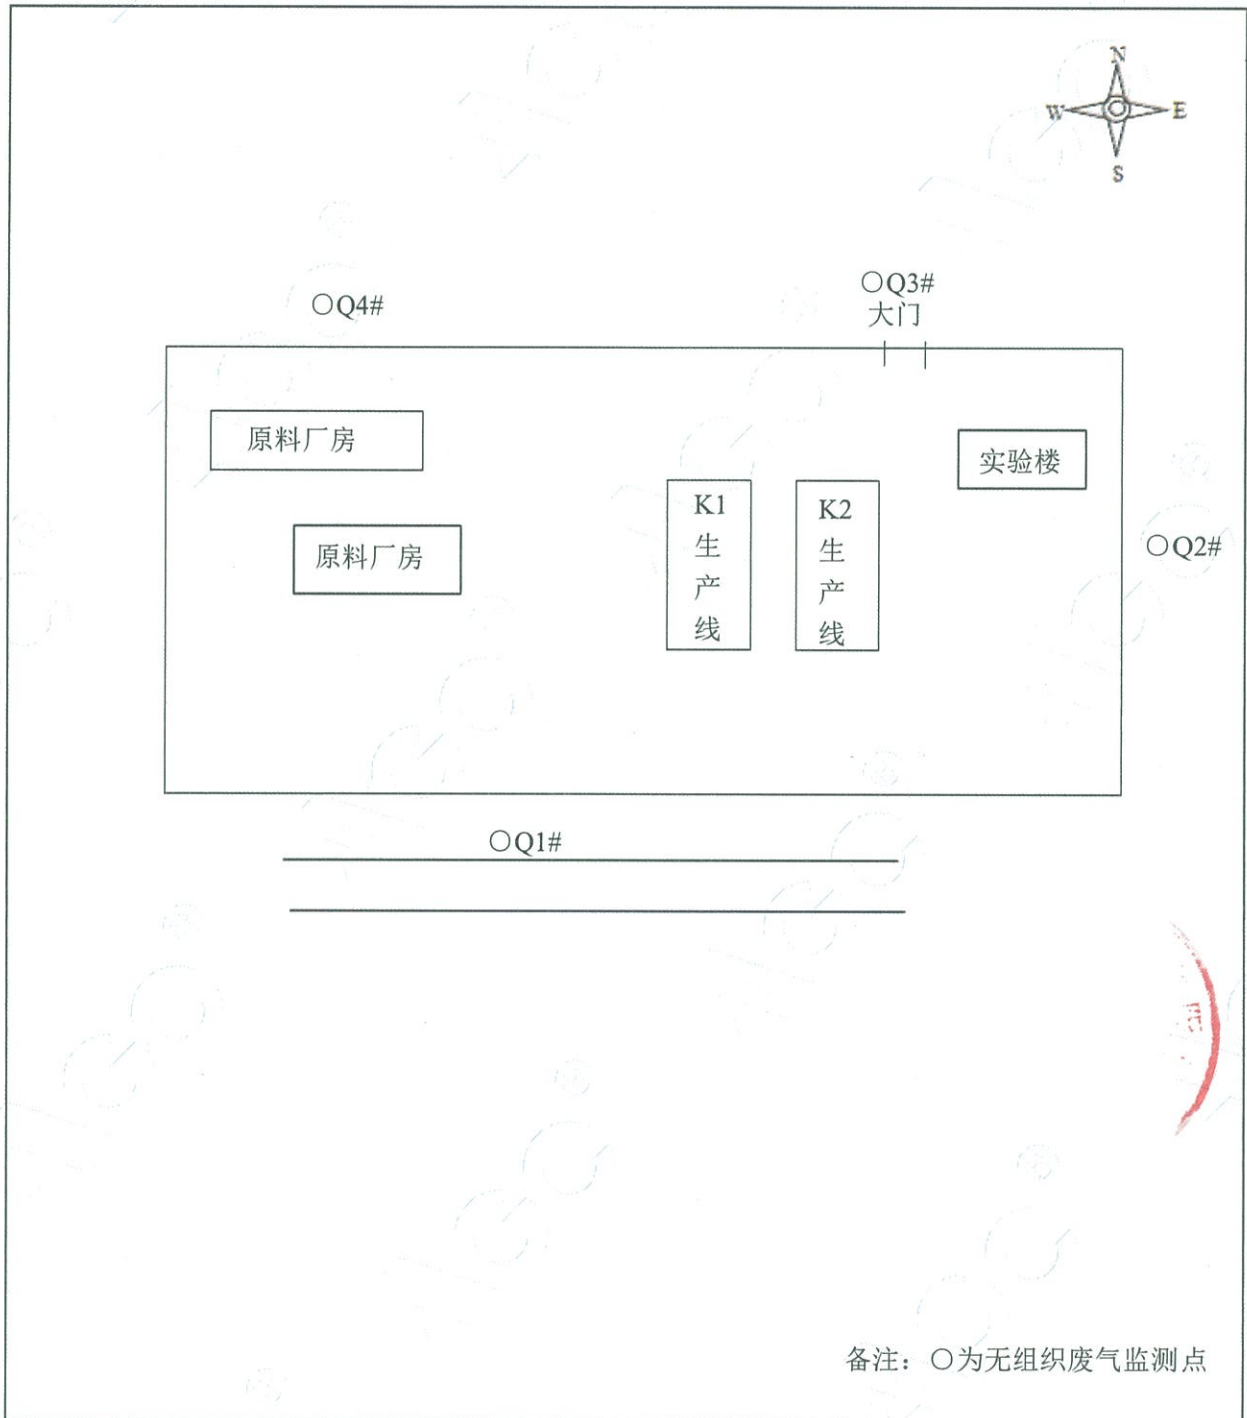 N
W E
S
○Q4#
○Q3#
大门
原料厂房
实验楼
K1
生
产
线
K2
生
产
线
○Q2#
原料厂房
○Q1#
备注：○为无组织废气监测点